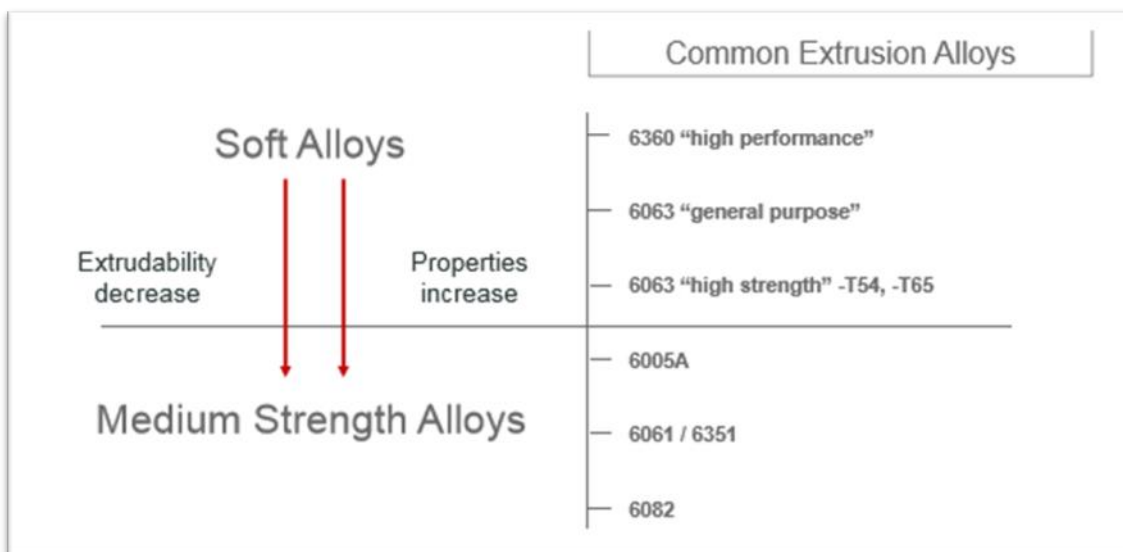 Common Extrusion Alloys
Soft Alloys
Extrudability
decrease
Properties
increase
Medium Strength Alloys
6360 “high performance”
6063 “general purpose”
6063 “high strength” -T54, -T65
6005A
6061 / 6351
6082